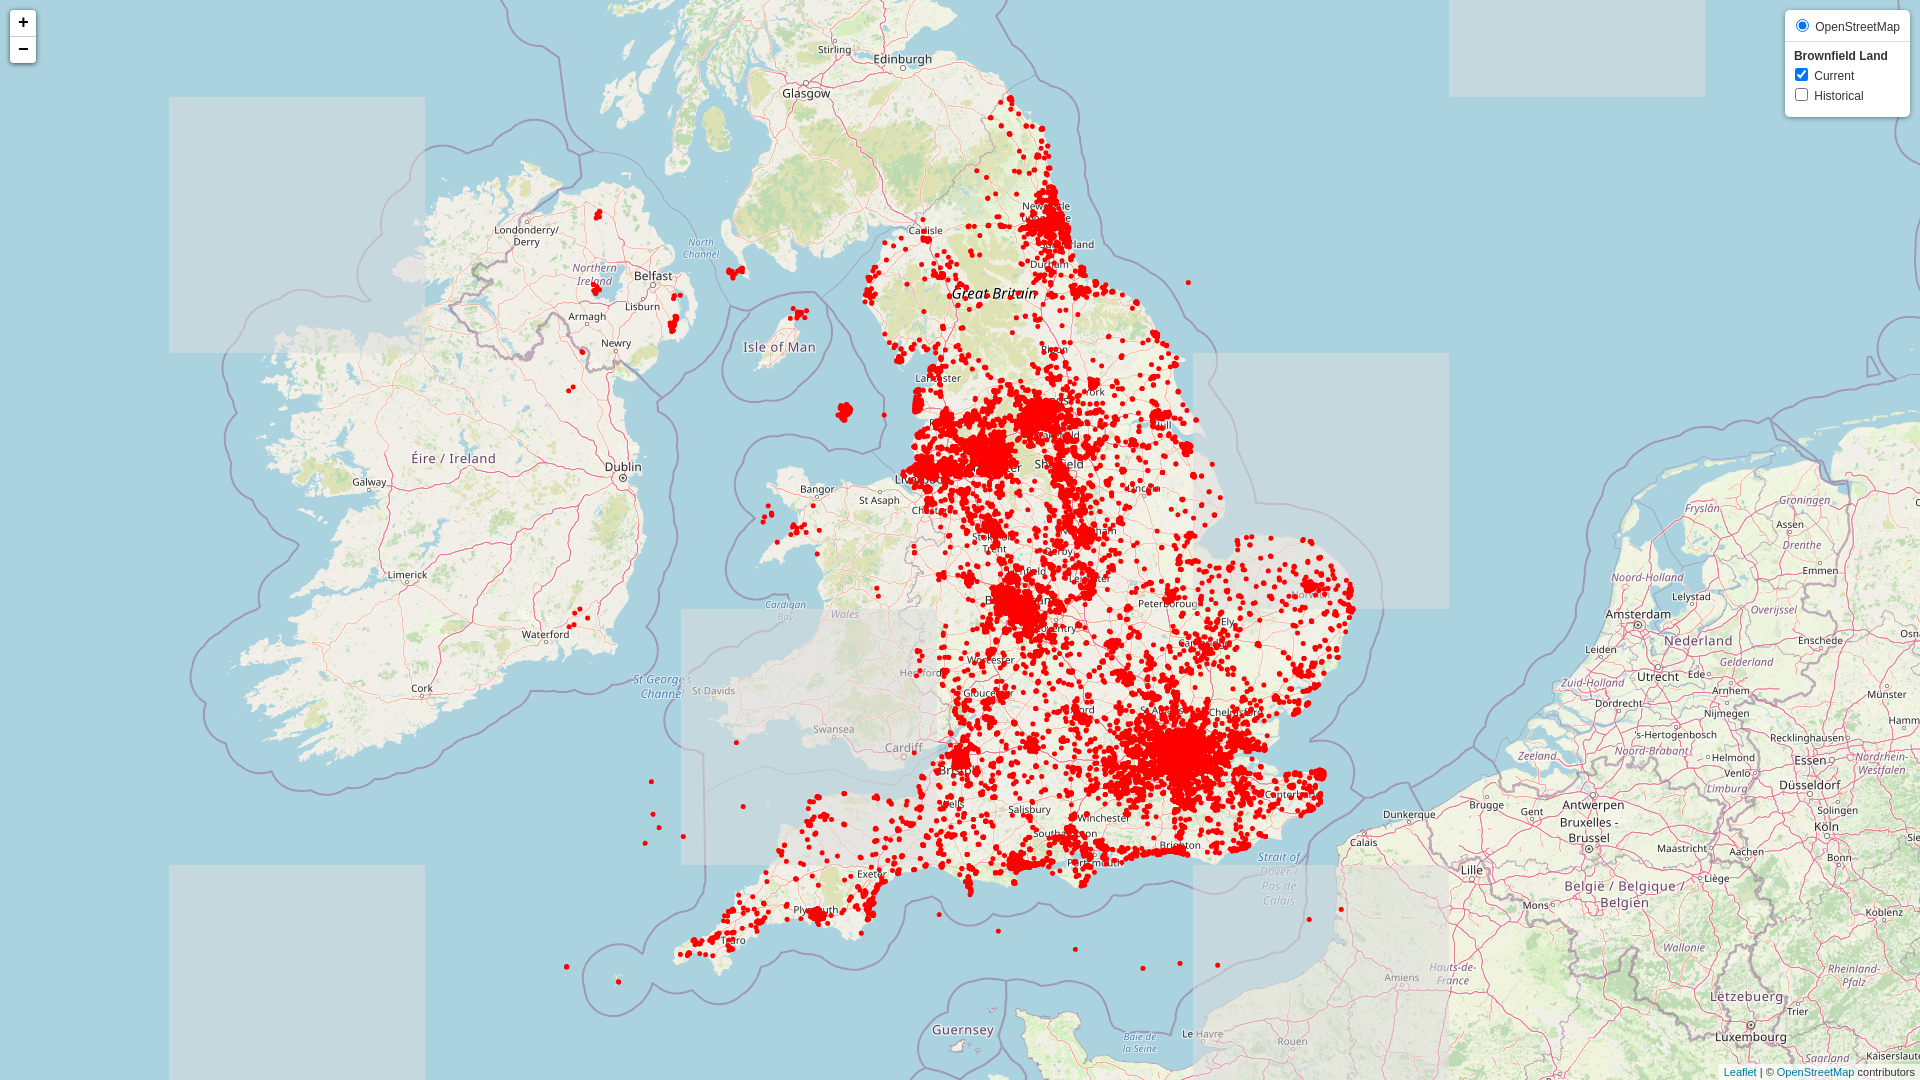 +
−
OpenStreetMap
Brownfield Land
Current
Historical
Stirling
Edinburgh
Glasgow
Londonderry/
Derry
North
Channel
Carlisle
Northern
Ireland
Belfast
Durham
Great Britain
Lisburn
Armagh
Newry
Isle of Man
Ripon
Lancaster
York
Éire / Ireland
Dublin
Galway
Bangor
St Asaph
Lincoln
Limerick
Waterford
Cork
St George's
Channel
Cardigan
Bay
Wales
St Davids
Swansea
Cardiff
Hereford
Worcester
Gloucester
Peterborough
Ely
Norwich
Chelmsford
Canterbury
Bristol
Wells
Salisbury
Winchester
Southampton
Portsmouth
Brighton
Exeter
Plymouth
Truro
Strait of
Dover /
Pas de
Calais
Guernsey
Baie de
la Seine
Le Havre
Rouen
Amiens
Hauts-de-
France
Calais
Dunkerque
Lille
Brugge
Gent
Antwerpen
Bruxelles -
Brussel
België / Belgique /
Belgien
Mons
Maastricht
Liège
Aachen
Wallonie
Lëtzebuerg
Luxembourg
Trier
Saarland
Kaiserslaute
Rheinland-
Pfalz
Koblenz
Bonn
Köln
Solingen
Düsseldorf
Essen
Recklinghausen
Nordrhein-
Westfalen
Limburg
Venlo
Helmond
Noord-Brabant
's-Hertogenbosch
Zeeland
Nijmegen
Dordrecht
Arnhem
Zuid-Holland
Ede
Utrecht
Gelderland
Münster
Leiden
Nederland
Enschede
Amsterdam
Overijssel
Lelystad
Noord-Holland
Emmen
Drenthe
Assen
Fryslân
Groningen
Leaflet | © OpenStreetMap contributors